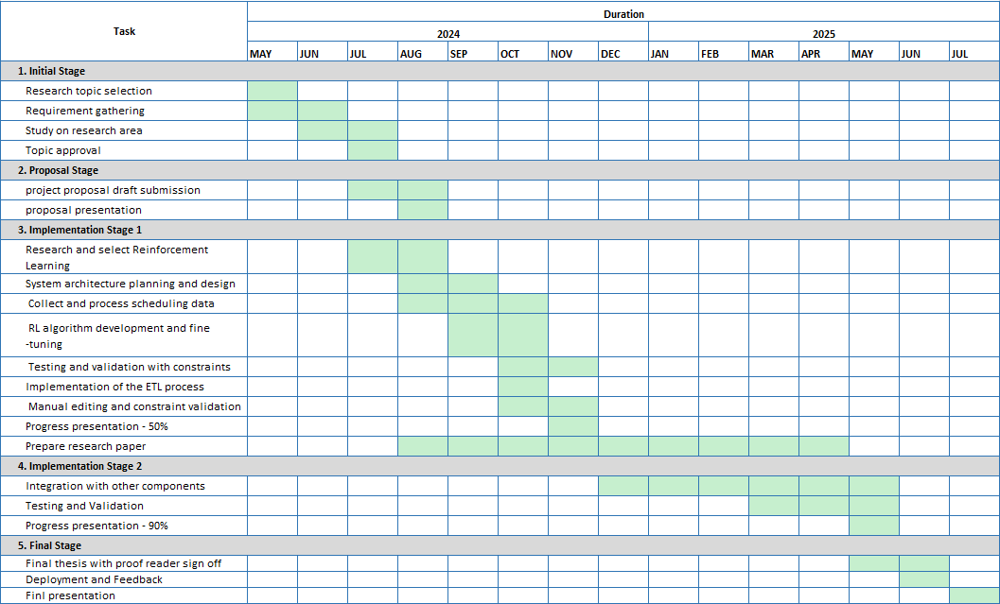 Task
Duration
2024
2025
MAY JUN JUL AUG SEP OCT NOV DEC JAN FEB MAR APR MAY JUN JUL
1. Initial Stage
Research topic selection
Requirement gathering
Study on research area
Topic approval
2. Proposal Stage
project proposal draft submission
proposal presentation
3. Implementation Stage 1
Research and select Reinforcement
Learning
System architecture planning and design
Collect and process scheduling data
RL algorithm development and fine
-tuning
Testing and validation with constraints
Implementation of the ETL process
Manual editing and constraint validation
Progress presentation - 50%
Prepare research paper
4. Implementation Stage 2
Integration with other components
Testing and Validation
Progress presentation - 90%
5. Final Stage
Final thesis with proof reader sign off
Deployment and Feedback
Finl presentation